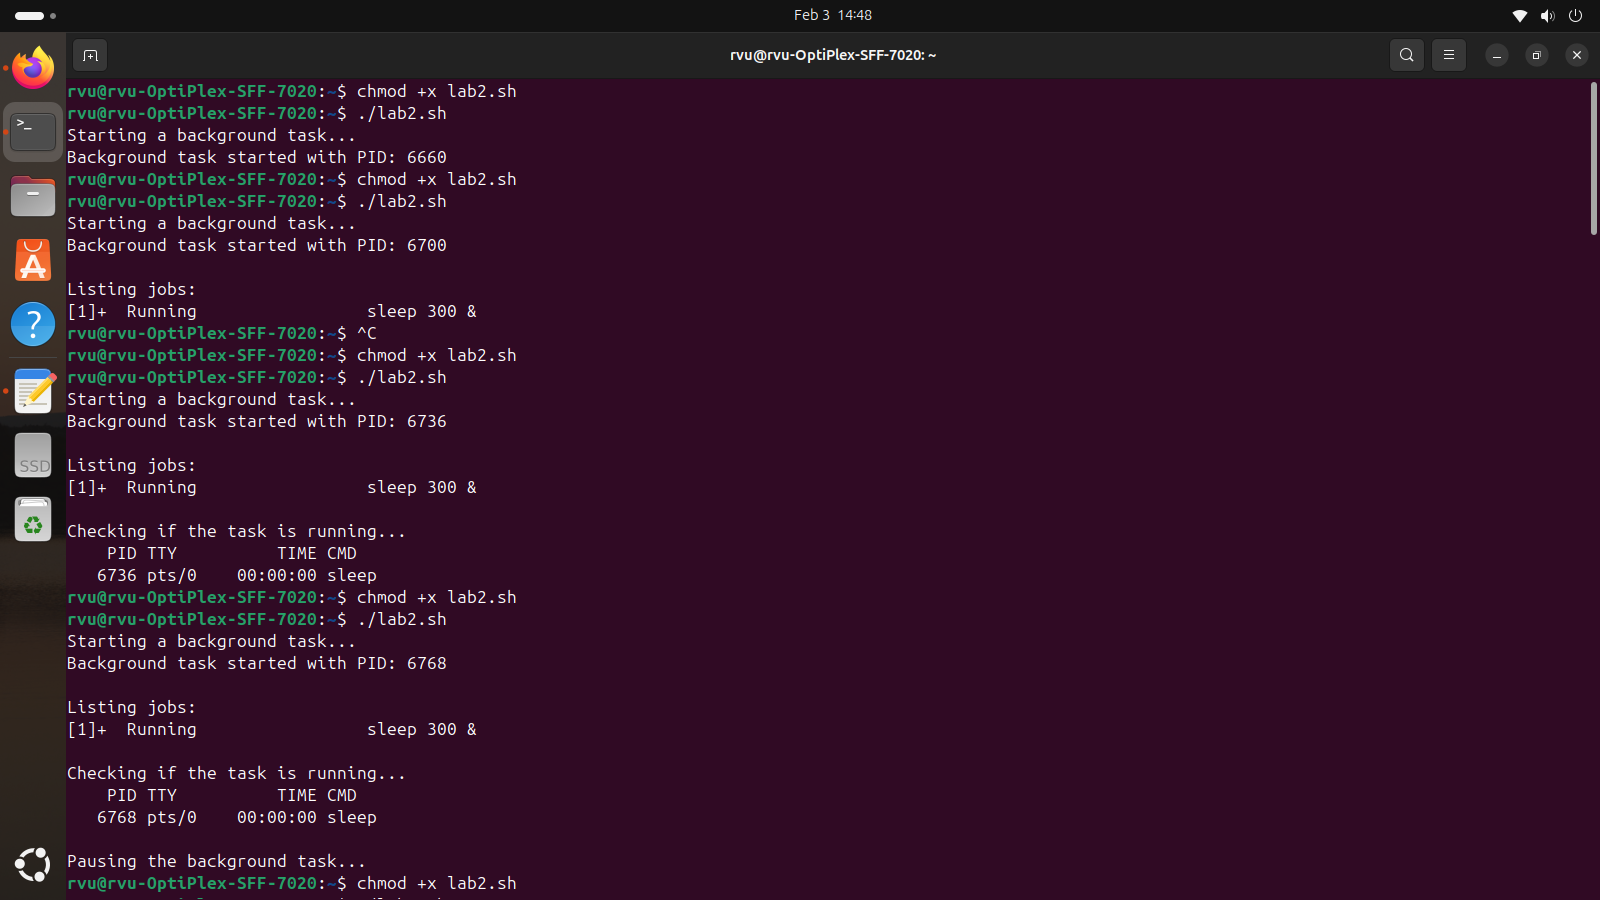 Feb 3  14:48
rvu@rvu-OptiPlex-SFF-7020: ~
rvu@rvu-OptiPlex-SFF-7020:~$ chmod +x lab2.sh
rvu@rvu-OptiPlex-SFF-7020:~$ ./lab2.sh
Starting a background task...
Background task started with PID: 6660
rvu@rvu-OptiPlex-SFF-7020:~$ chmod +x lab2.sh
rvu@rvu-OptiPlex-SFF-7020:~$ ./lab2.sh
Starting a background task...
Background task started with PID: 6700
Listing jobs:
[1]+  Running                 sleep 300 &
rvu@rvu-OptiPlex-SFF-7020:~$ ^C
rvu@rvu-OptiPlex-SFF-7020:~$ chmod +x lab2.sh
rvu@rvu-OptiPlex-SFF-7020:~$ ./lab2.sh
Starting a background task...
Background task started with PID: 6736
Listing jobs:
[1]+  Running                 sleep 300 &
Checking if the task is running...
    PID TTY          TIME CMD
   6736 pts/0    00:00:00 sleep
rvu@rvu-OptiPlex-SFF-7020:~$ chmod +x lab2.sh
rvu@rvu-OptiPlex-SFF-7020:~$ ./lab2.sh
Starting a background task...
Background task started with PID: 6768
Listing jobs:
[1]+  Running                 sleep 300 &
Checking if the task is running...
    PID TTY          TIME CMD
   6768 pts/0    00:00:00 sleep
Pausing the background task...
rvu@rvu-OptiPlex-SFF-7020:~$ chmod +x lab2.sh
SSD